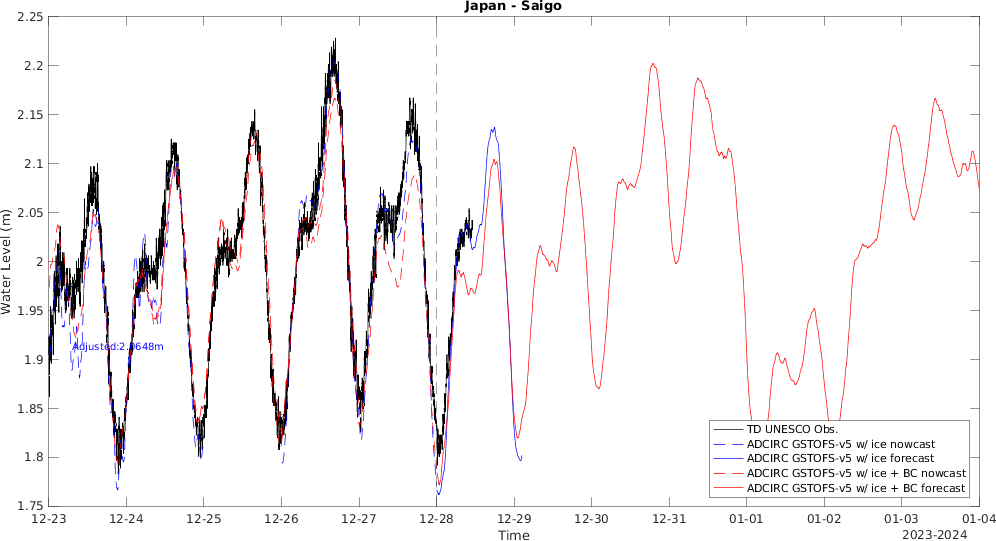 Japan - Saigo
Water Level (m)
2.25
2.2
2.15
2.1
2.05
2
1.95
1.9
1.85
1.8
1.75
Adjusted:2.0648m
TD UNESCO Obs.
ADCIRC GSTOFS-v5 w/ ice nowcast
ADCIRC GSTOFS-v5 w/ ice forecast
ADCIRC GSTOFS-v5 w/ ice + BC nowcast
ADCIRC GSTOFS-v5 w/ ice + BC forecast
12-23 12-24 12-25 12-26 12-27 12-28 12-29 12-30 12-31 01-01 01-02 01-03 01-04
Time
2023-2024